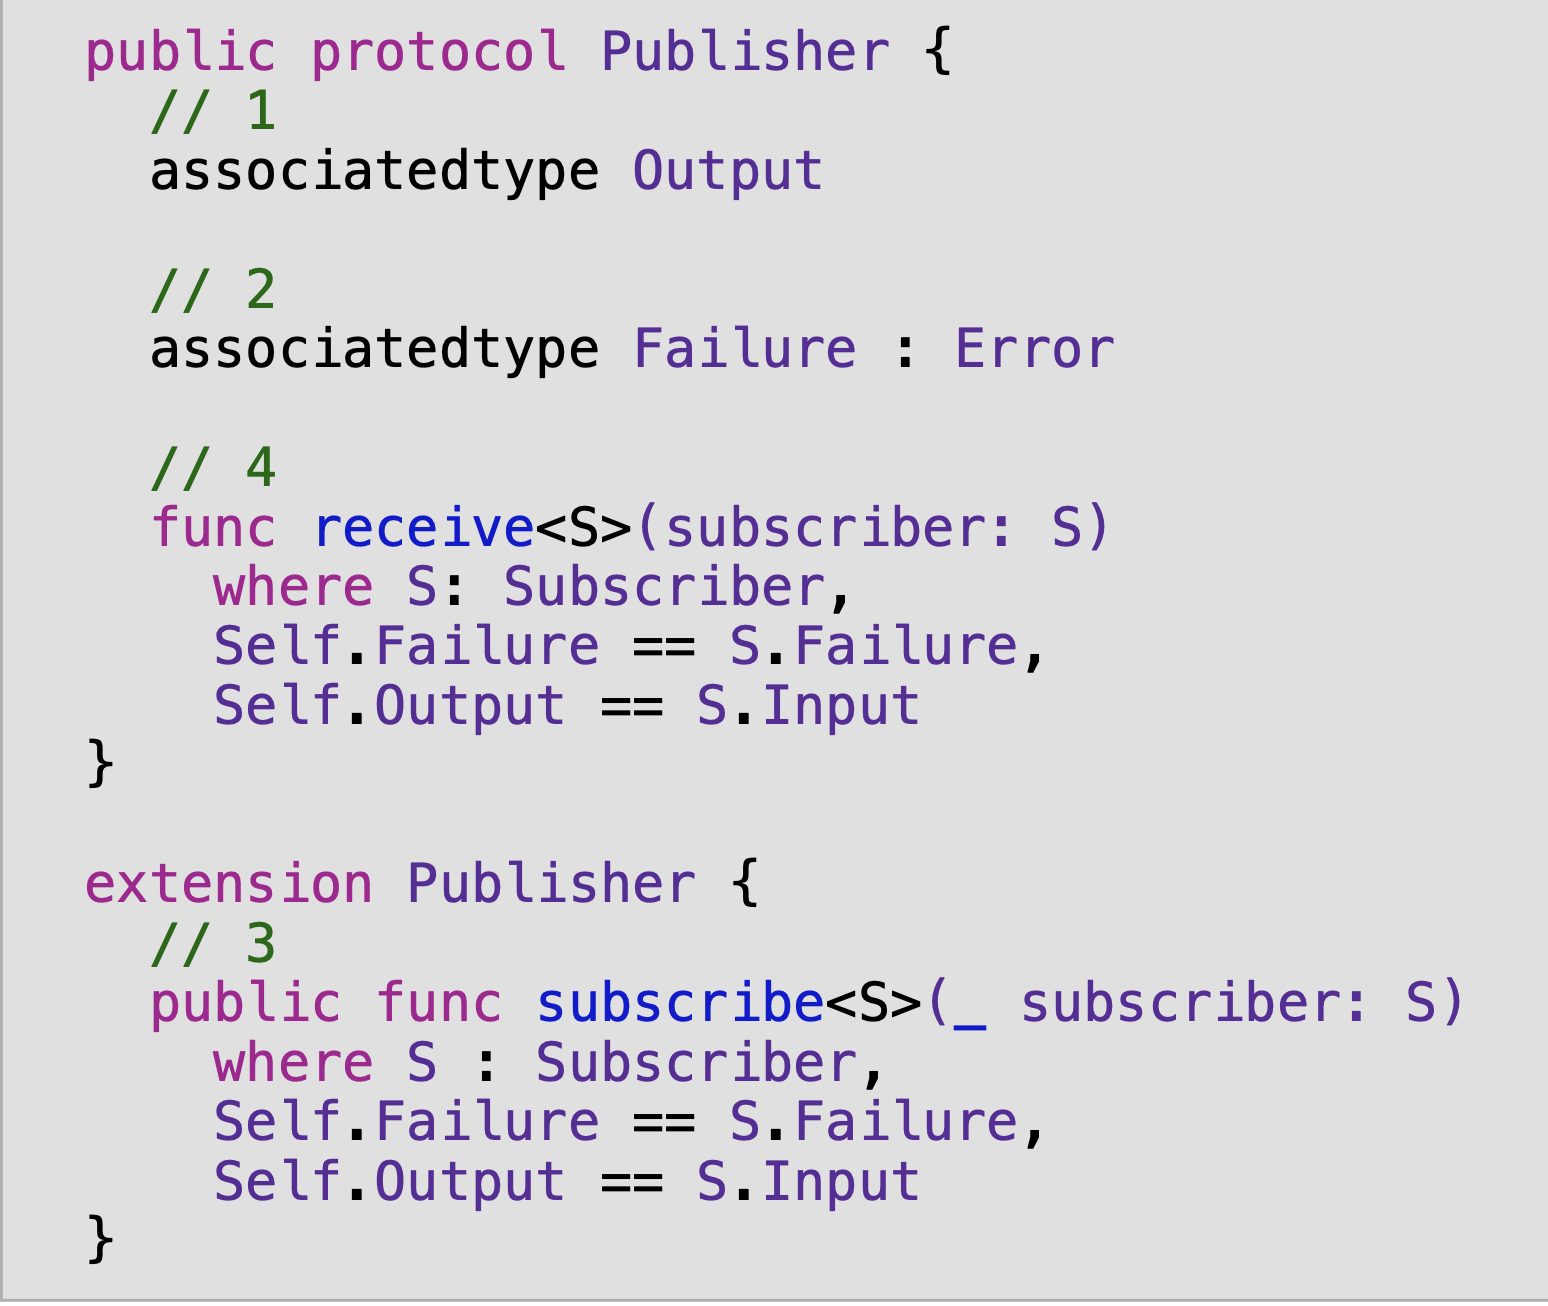 public protocol Publisher {
  // 1
  associatedtype Output

  // 2
  associatedtype Failure : Error

  // 4
  func receive<S>(subscriber: S)
    where S: Subscriber,
    Self.Failure == S.Failure,
    Self.Output == S.Input
}

extension Publisher {
  // 3
  public func subscribe<S>(_ subscriber: S)
    where S : Subscriber,
    Self.Failure == S.Failure,
    Self.Output == S.Input
}